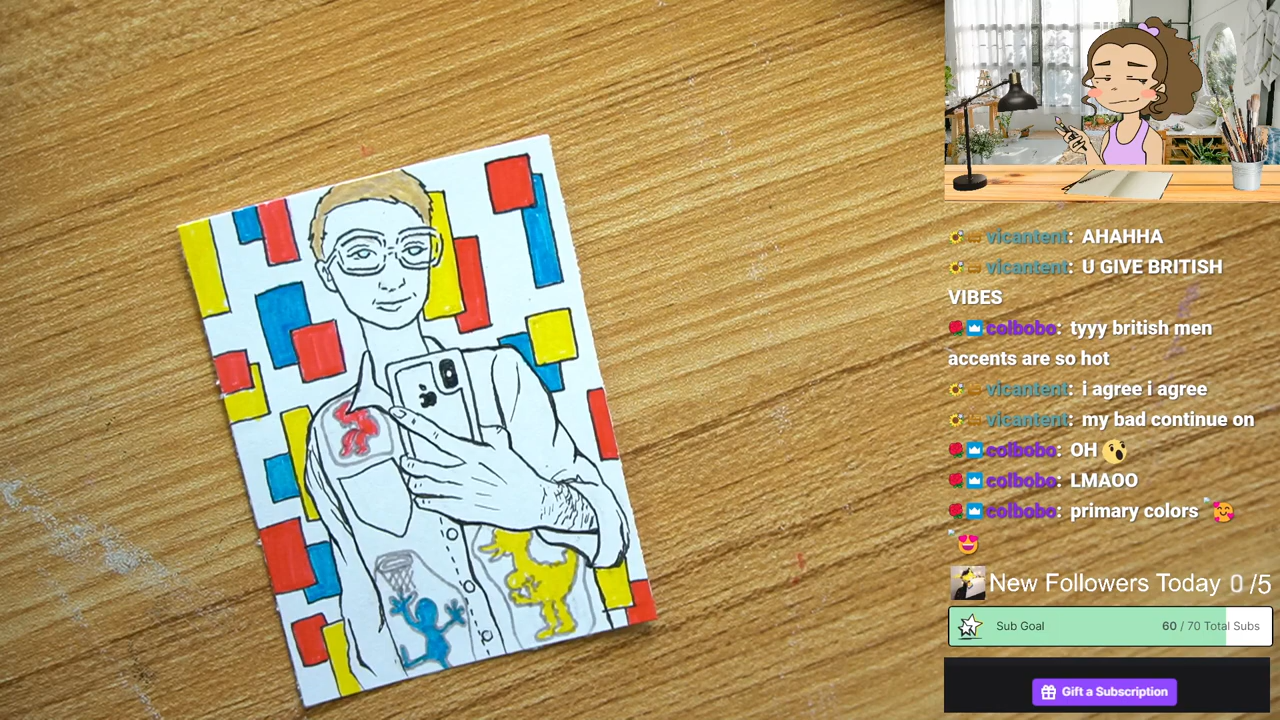 vicantent: AHAHHA
vicantent: U GIVE BRITISH
VIBES
colbobo: tyyy british men
accents are so hot
vicantent: i agree i agree
vicantent: my bad continue on
colbobo: OH
colbobo: LMAOO
colbobo: primary colors
New Followers Today 0 /5
Sub Goal 60 / 70 Total Subs
Gift a Subscription